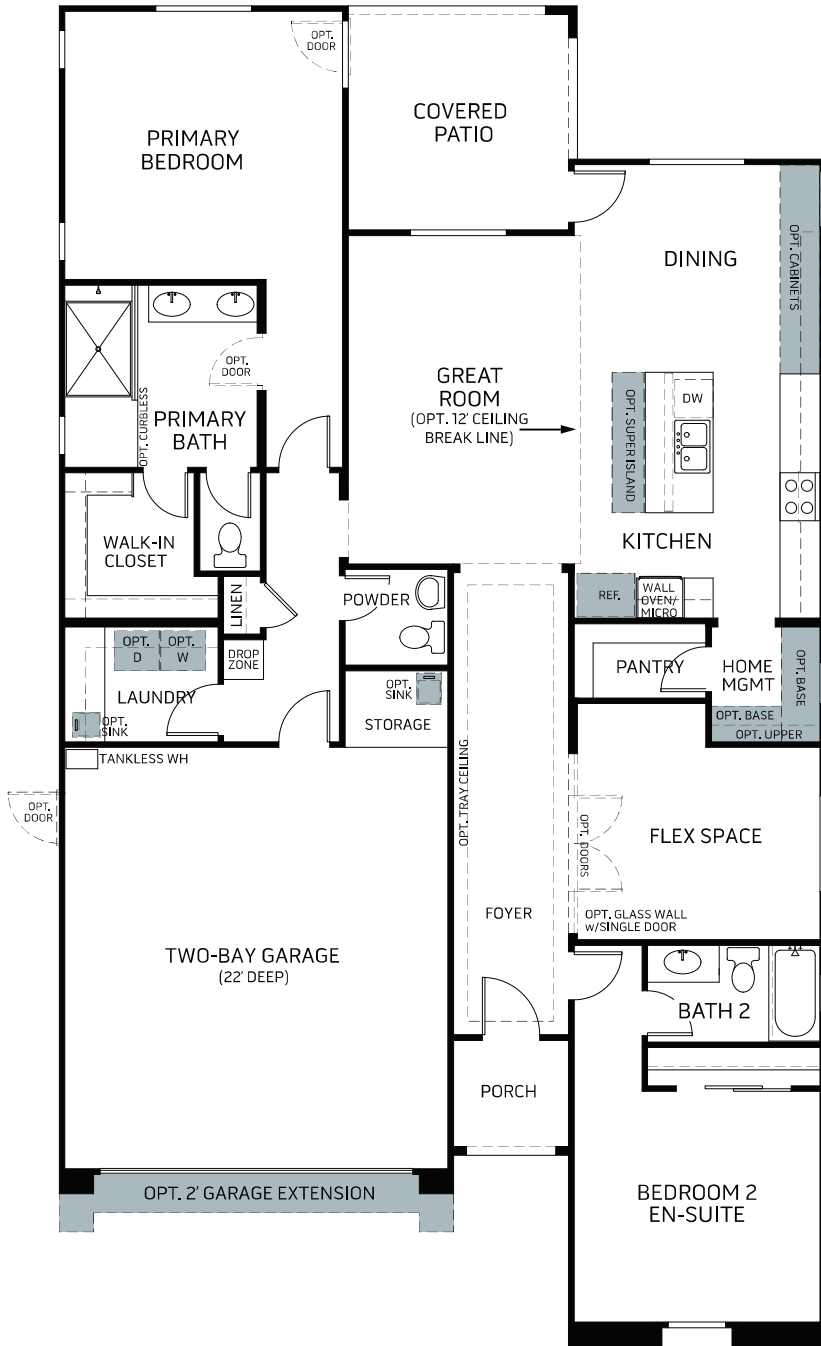 OPT.
DOOR
COVERED
PATIO
PRIMARY
BEDROOM
OPT. CABINETS
DINING
OPT.
DOOR
GREAT
ROOM
(OPT. 12' CEILING
BREAK LINE)
OPT. SUPER ISLAND
DW
OPT. CURBLESS
PRIMARY
BATH
KITCHEN
WALK-IN
CLOSET
LINEN
POWDER
REF.
WALL
OVEN/
MICRO
OPT.
D
OPT.
W
DROP
ZONE
PANTRY
HOME
MGMT
OPT. BASE
LAUNDRY
OPT.
SINK
OPT.
SINK
STORAGE
OPT. BASE
OPT. UPPER
TANKLESS WH
OPT.
DOOR
OPT. TRAY CEILING
OPT. DOORS
FLEX SPACE
FOYER
OPT. GLASS WALL
w/SINGLE DOOR
TWO-BAY GARAGE
(22' DEEP)
BATH 2
PORCH
OPT. 2' GARAGE EXTENSION
BEDROOM 2
EN-SUITE